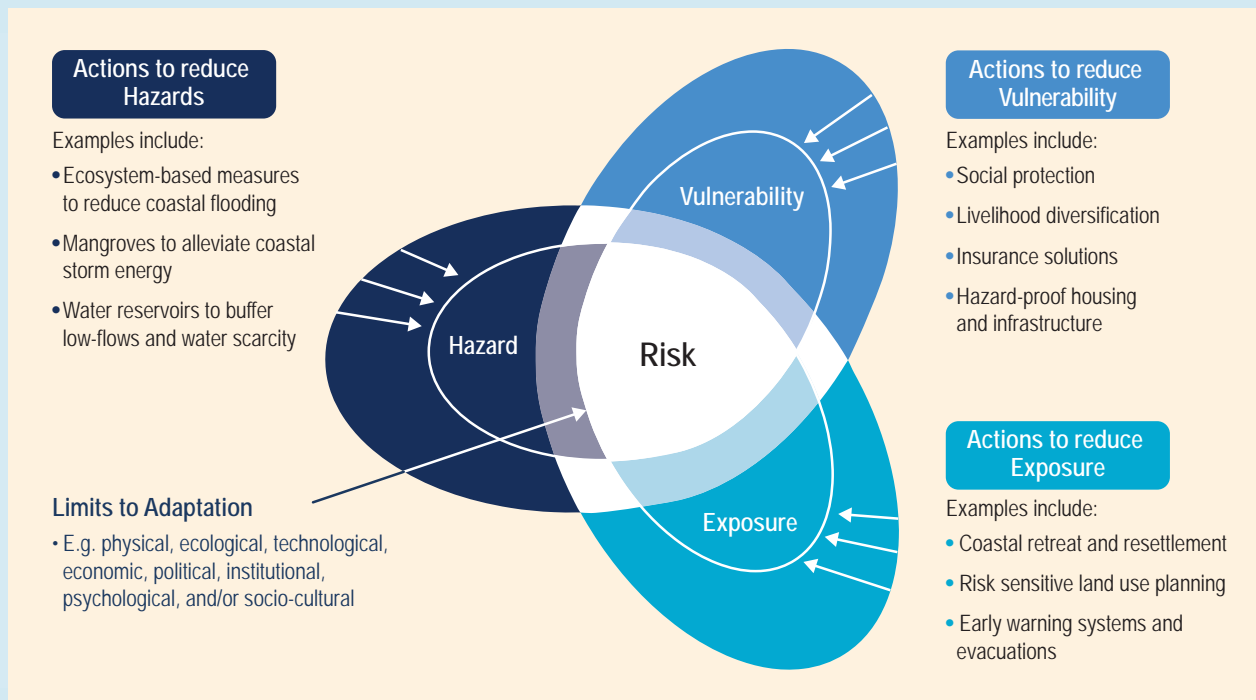 Actions to reduce
Hazards
Examples include:
•Ecosystem-based measures
to reduce coastal flooding
•Mangroves to alleviate coastal
storm energy
•Water reservoirs to buffer
low-flows and water scarcity
Limits to Adaptation
• E.g. physical, ecological, technological,
economic, political, institutional,
psychological, and/or socio-cultural
Vulnerability
Hazard
Risk
Exposure
Actions to reduce
Vulnerability
Examples include:
•Social protection
•Livelihood diversification
•Insurance solutions
•Hazard-proof housing
and infrastructure
Actions to reduce
Exposure
Examples include:
• Coastal retreat and resettlement
• Risk sensitive land use planning
• Early warning systems and
evacuations